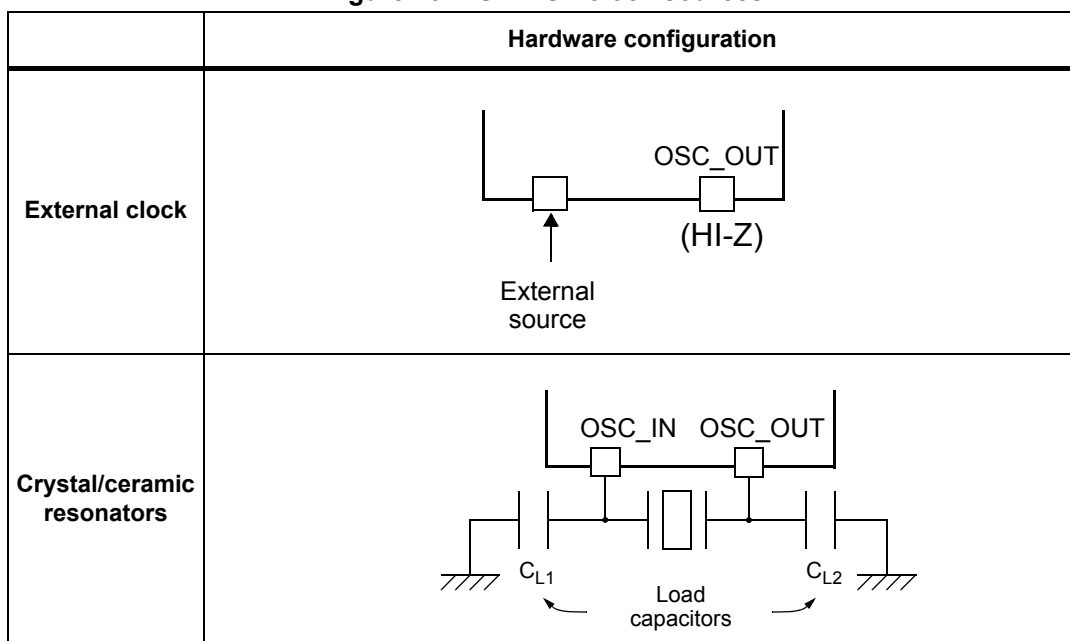 Hardware configuration
External clock
OSC_OUT
(HI-Z)
External
source
Crystal/ceramic
resonators
OSC_IN OSC_OUT
CL1
CL2
Load
capacitors